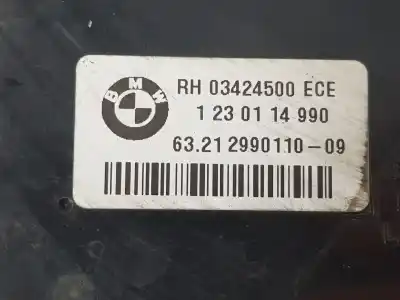 BMW
RH 03424500 ECE
1 23 01 14 990
63.21 2990110-09